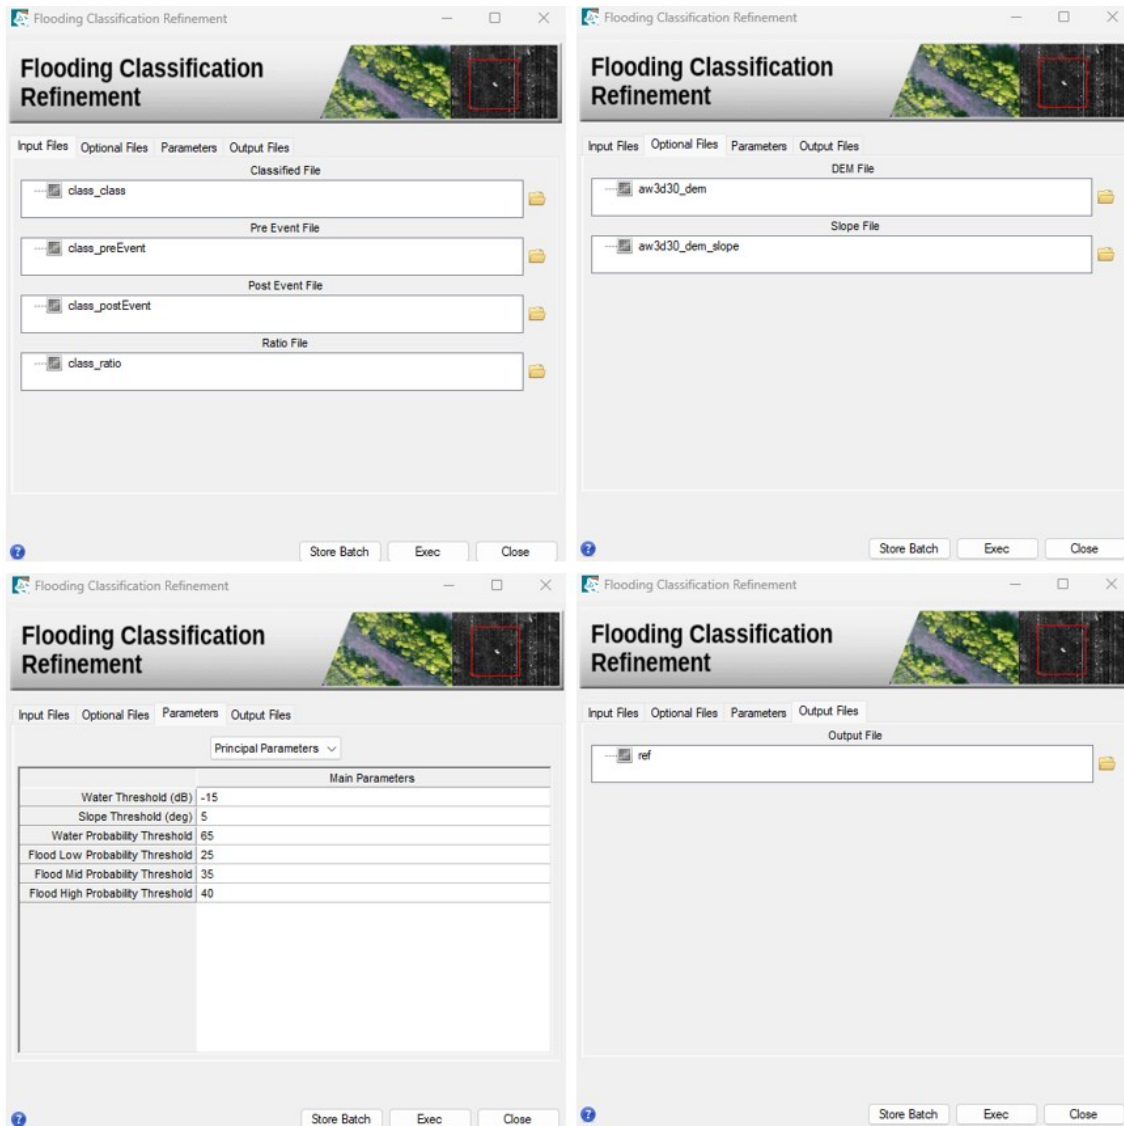 Flooding Classification Refinement
Flooding Classification
Refinement
Input Files Optional Files Parameters Output Files
Classified File
class_class
Pre Event File
class_preEvent
Post Event File
class_postEvent
Ratio File
class_ratio
Store Batch Exec Close
Flooding Classification Refinement
Flooding Classification
Refinement
Input Files Optional Files Parameters Output Files
DEM File
aw3d30_dem
Slope File
aw3d30_dem_slope
Store Batch Exec Close
Flooding Classification Refinement
Flooding Classification
Refinement
Input Files Optional Files Parameters Output Files
Principal Parameters
Main Parameters
Water Threshold (dB) -15
Slope Threshold (deg) 5
Water Probability Threshold 65
Flood Low Probability Threshold 25
Flood Mid Probability Threshold 35
Flood High Probability Threshold 40
Store Batch Exec Close
Flooding Classification Refinement
Flooding Classification
Refinement
Input Files Optional Files Parameters Output Files
Output File
ref
Store Batch Exec Close